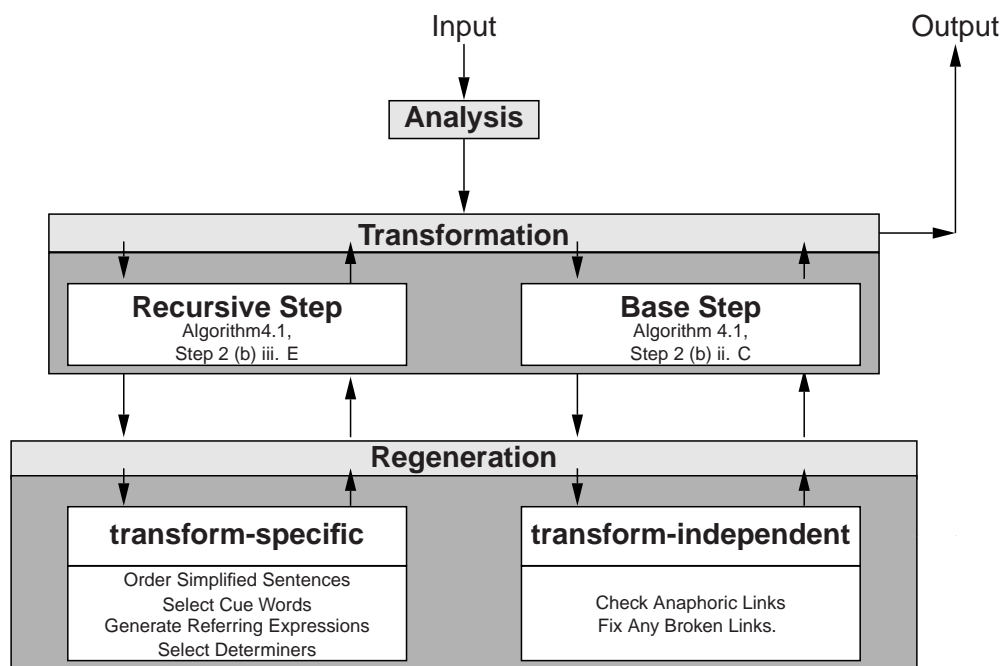 Input
Output
Analysis
Transformation
Recursive Step
Algorithm4.1,
Step 2 (b) iii. E
Base Step
Algorithm 4.1,
Step 2 (b) ii. C
Regeneration
transform-specific
Order Simplified Sentences
Select Cue Words
Generate Referring Expressions
Select Determiners
transform-independent
Check Anaphoric Links
Fix Any Broken Links.